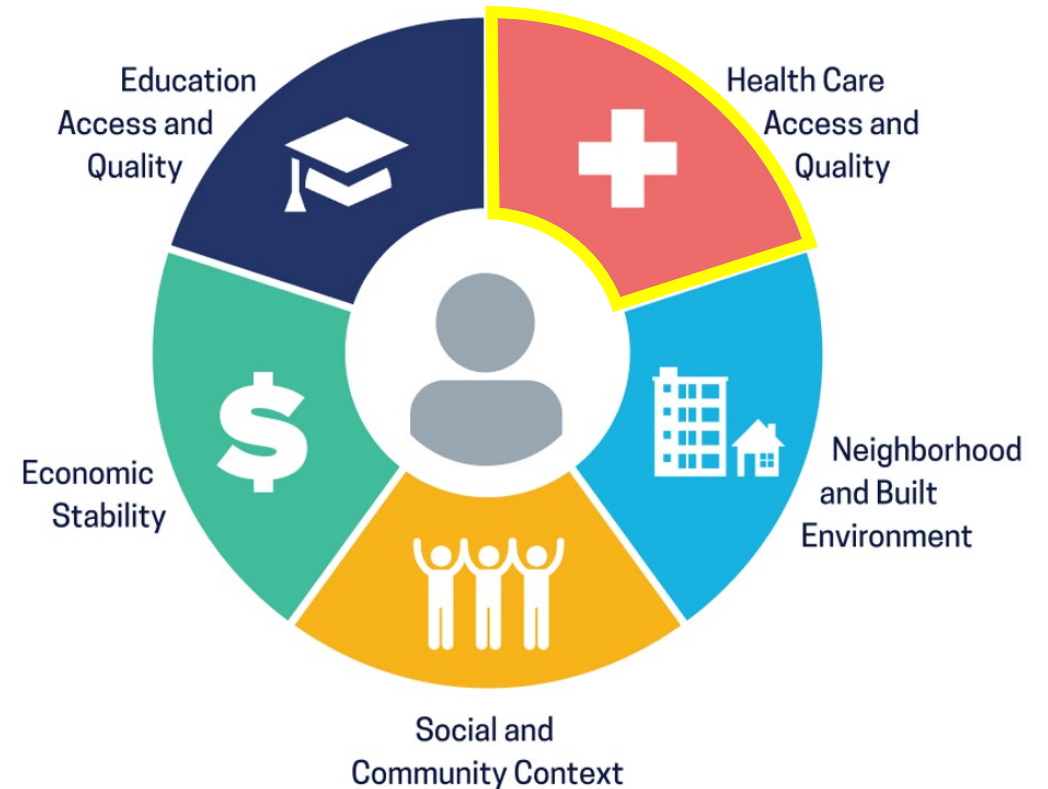 Education
Access and
Quality
Health Care
Access and
Quality
Economic
Stability
Neighborhood
and Built
Environment
Social and
Community Context
$